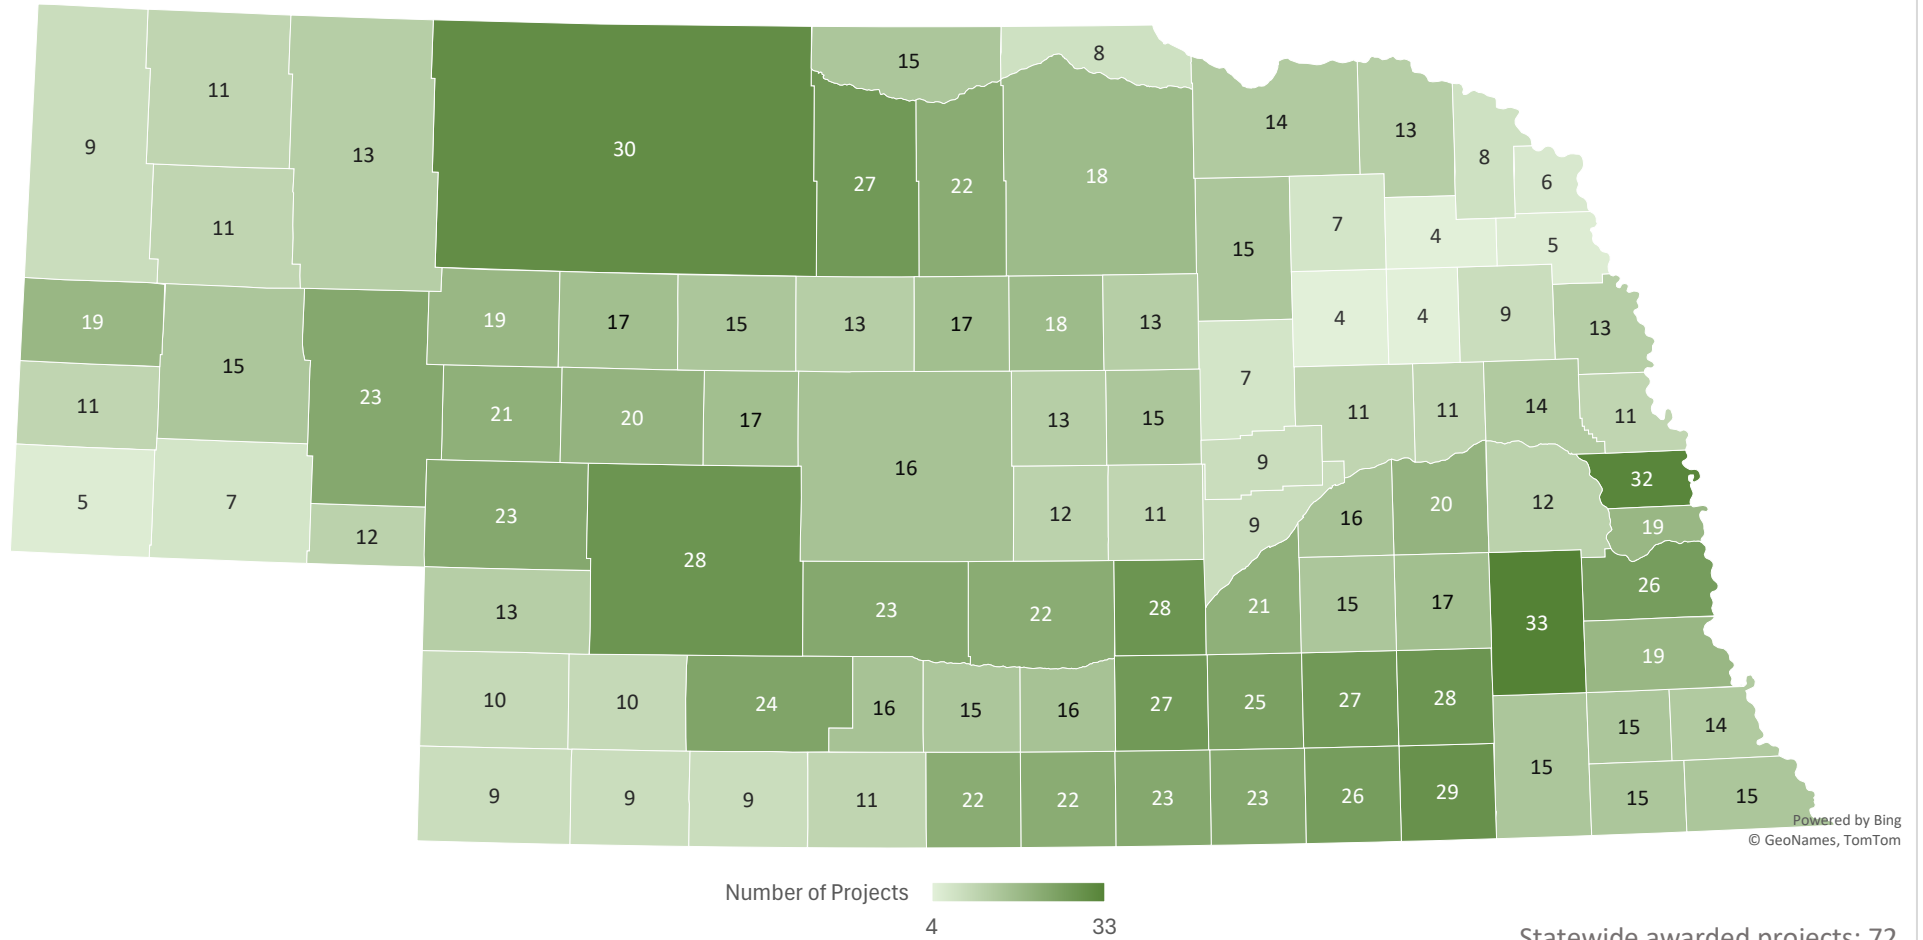 15 8
11
14
13
9 13 30 8
27 22 18 6
11 7 4 5
15
19 19 17 15 13 17 18 13 4 4 9 13
15
11 23 21 20 17 13 15 7 11 11 14 11
16
5 7 23 12 11 9 20 12 32
12 9 16 19
28
13 23 22 28 21 15 17 33 26
19
10 10 24 16 15 16 27 25 27 28
15 14
9 9 9 11 22 22 23 23 26 29 15 15 15
Powered by Bing
© GeoNames, TomTom
Number of Projects
4 33
Statewide awarded projects: 72